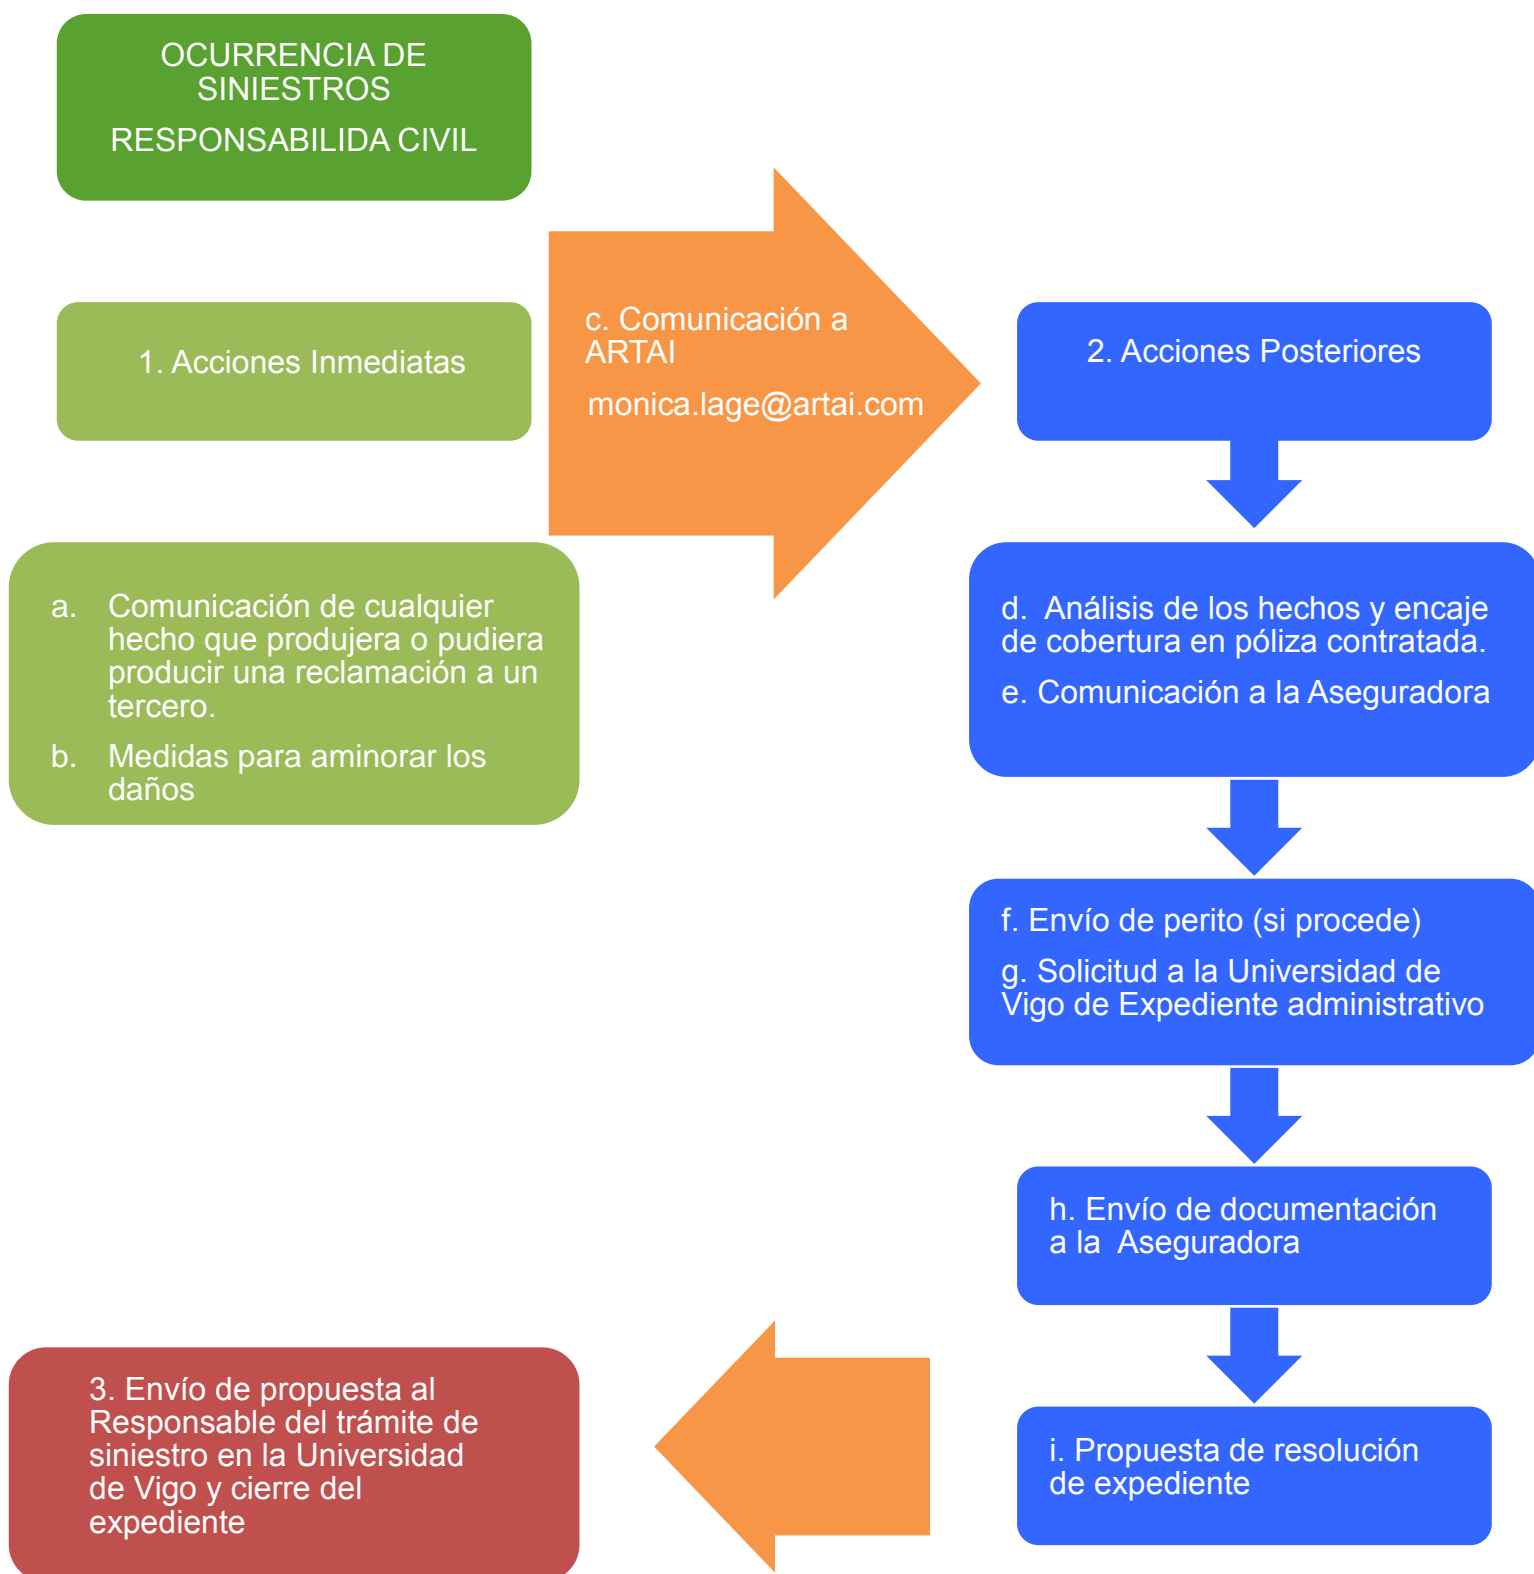 OCURRENCIA DE
SINIESTROS
RESPONSABILIDA CIVIL
1. Acciones Inmediatas
a. Comunicación de cualquier
hecho que produjera o pudiera
producir una reclamación a un
tercero.
b. Medidas para aminorar los
daños
c. Comunicación a
ARTAI
monica.lage@artai.com
2. Acciones Posteriores
d. Análisis de los hechos y encaje
de cobertura en póliza contratada.
e. Comunicación a la Aseguradora
f. Envío de perito (si procede)
g. Solicitud a la Universidad de
Vigo de Expediente administrativo
h. Envío de documentación
a la Aseguradora
i. Propuesta de resolución
de expediente
3. Envío de propuesta al
Responsable del trámite de
siniestro en la Universidad
de Vigo y cierre del
expediente